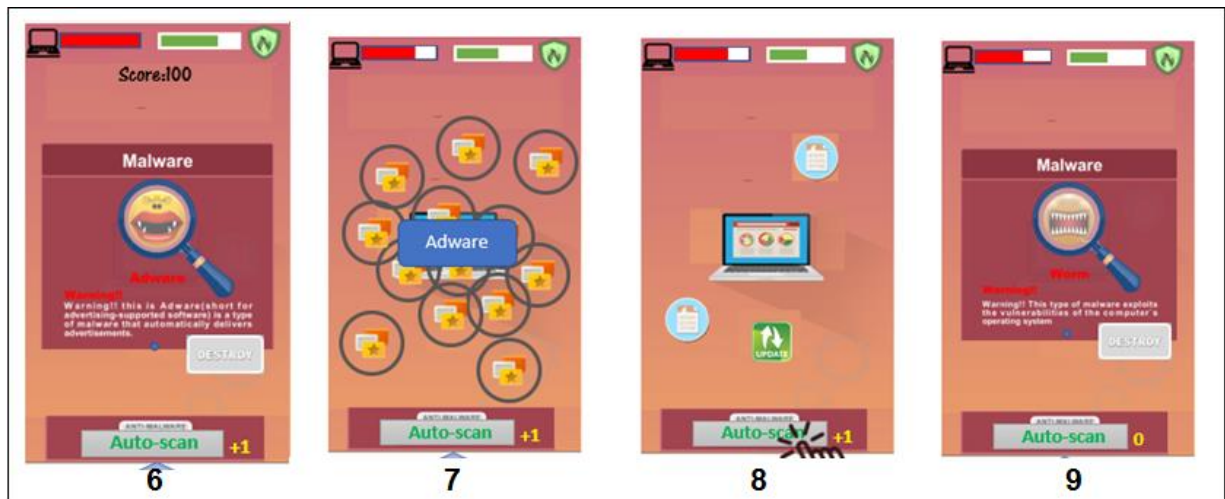 Score:100
Malware
Adware
Warning!!
Warning!! this is Adware(short for
advertising-supported software) is a type
of malware that automatically delivers
advertisements.
DESTROY
ANTI-MALWARE
Auto-scan +1
6
Adware
ANTI-MALWARE
Auto-scan +1
7
UPDATE
ANTI-MALWARE
Auto-scan +1
8
Malware
Worm
Warning!!
Warning!! This type of malware exploits
the vulnerabilities of the computer's
operating system
DESTROY
ANTI-MALWARE
Auto-scan 0
9